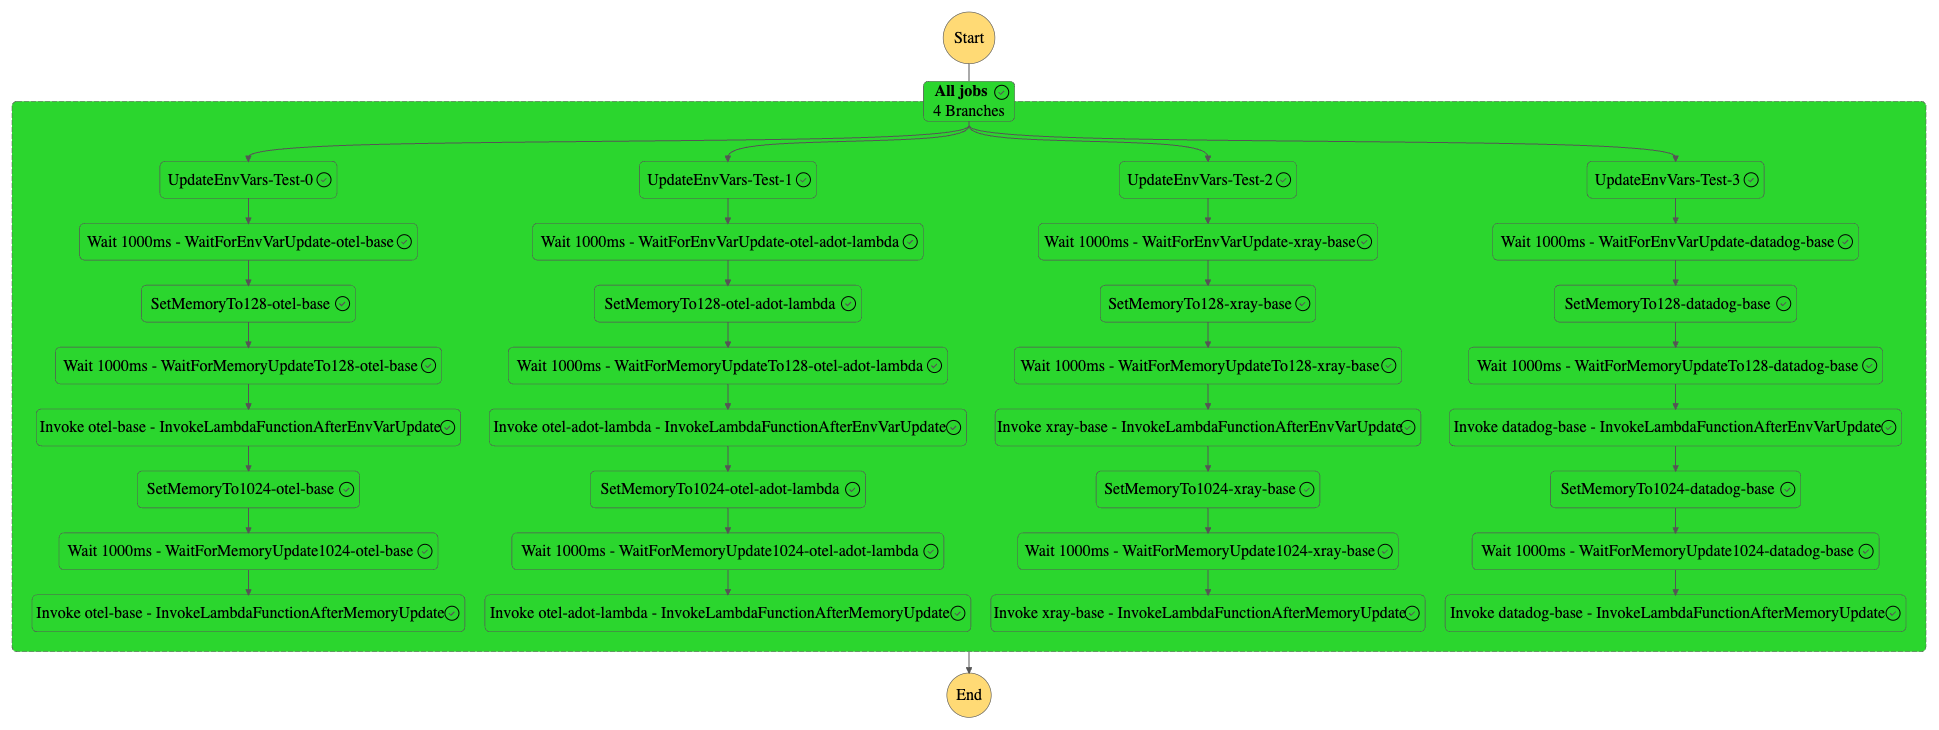 Start
All jobs
4 Branches
UpdateEnvVars-Test-0
UpdateEnvVars-Test-1
UpdateEnvVars-Test-2
UpdateEnvVars-Test-3
Wait 1000ms - WaitForEnvVarUpdate-otel-base
Wait 1000ms - WaitForEnvVarUpdate-otel-adot-lambda
Wait 1000ms - WaitForEnvVarUpdate-xray-base
Wait 1000ms - WaitForEnvVarUpdate-datadog-base
SetMemoryTo128-otel-base
SetMemoryTo128-otel-adot-lambda
SetMemoryTo128-xray-base
SetMemoryTo128-datadog-base
Wait 1000ms - WaitForMemoryUpdateTo128-otel-base
Wait 1000ms - WaitForMemoryUpdateTo128-otel-adot-lambda
Wait 1000ms - WaitForMemoryUpdateTo128-xray-base
Wait 1000ms - WaitForMemoryUpdateTo128-datadog-base
Invoke otel-base - InvokeLambdaFunctionAfterEnvVarUpdate
Invoke otel-adot-lambda - InvokeLambdaFunctionAfterEnvVarUpdate
Invoke xray-base - InvokeLambdaFunctionAfterEnvVarUpdate
Invoke datadog-base - InvokeLambdaFunctionAfterEnvVarUpdate
SetMemoryTo1024-otel-base
SetMemoryTo1024-otel-adot-lambda
SetMemoryTo1024-xray-base
SetMemoryTo1024-datadog-base
Wait 1000ms - WaitForMemoryUpdate1024-otel-base
Wait 1000ms - WaitForMemoryUpdate1024-otel-adot-lambda
Wait 1000ms - WaitForMemoryUpdate1024-xray-base
Wait 1000ms - WaitForMemoryUpdate1024-datadog-base
Invoke otel-base - InvokeLambdaFunctionAfterMemoryUpdate
Invoke otel-adot-lambda - InvokeLambdaFunctionAfterMemoryUpdate
Invoke xray-base - InvokeLambdaFunctionAfterMemoryUpdate
Invoke datadog-base - InvokeLambdaFunctionAfterMemoryUpdate
End